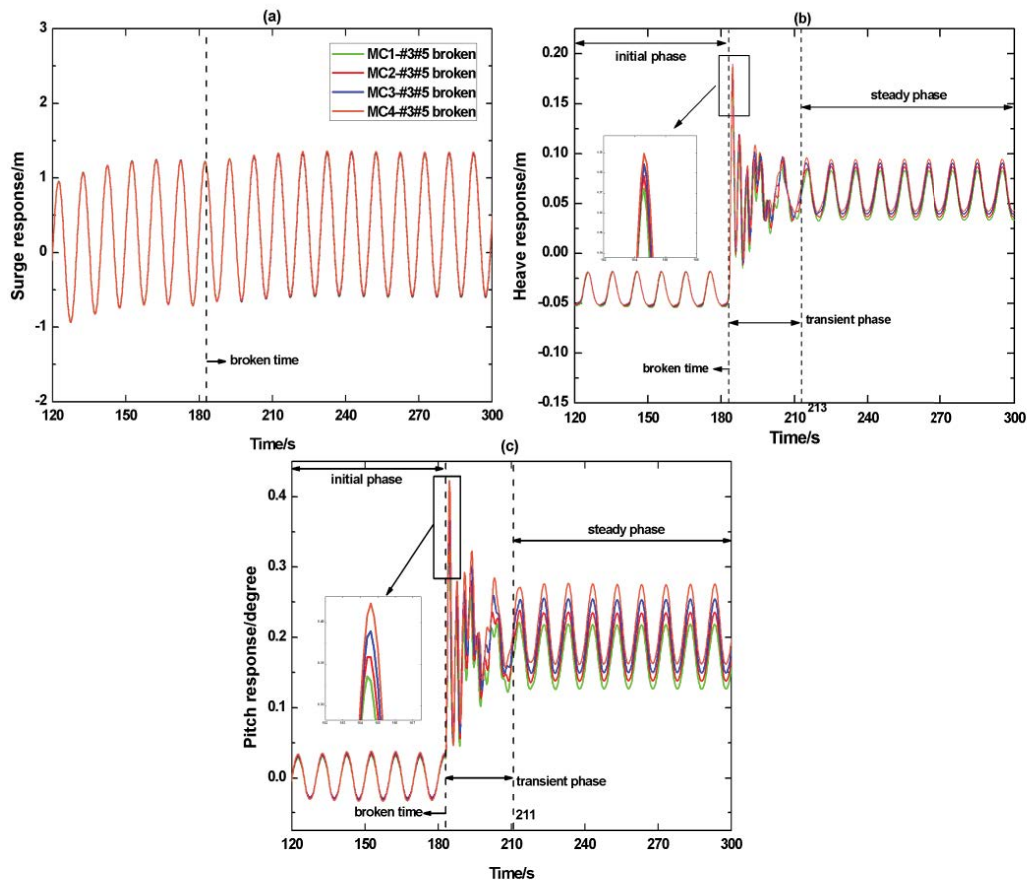 (a)
3
2
1
0
-1
-2
Surge response/m
MC1-#3#5 broken
MC2-#3#5 broken
MC3-#3#5 broken
MC4-#3#5 broken
broken time
120 150 180 210 240 270 300
Time/s
(b)
0.20
0.15
0.10
0.05
0.00
-0.05
-0.10
-0.15
Heave response/m
initial phase
steady phase
transient phase
broken time
213
120 150 180 210 240 270 300
Time/s
(c)
0.4
0.3
0.2
0.1
0.0
Pitch response/degree
initial phase
steady phase
transient phase
broken time
211
120 150 180 210 240 270 300
Time/s